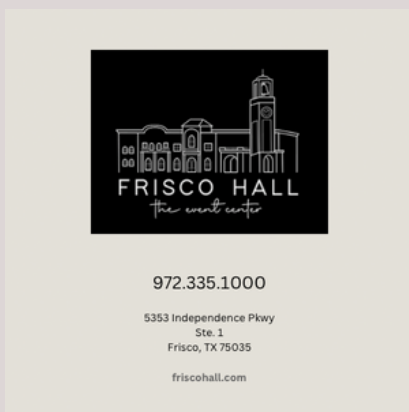 FRISCO HALL
the event center
972.335.1000
5353 Independence Pkwy
Ste. 1
Frisco, TX 75035
friscohall.com